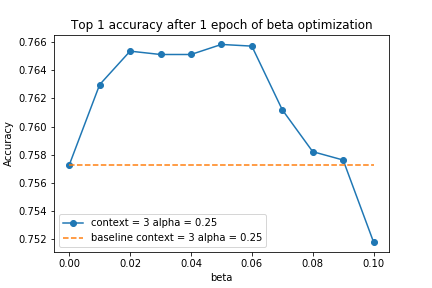 Top 1 accuracy after 1 epoch of beta optimization
0.766
0.764
0.762
0.760
0.758
0.756
0.754
0.752
Accuracy
context = 3 alpha = 0.25
baseline context = 3 alpha = 0.25
0.00 0.02 0.04 0.06 0.08 0.10
beta